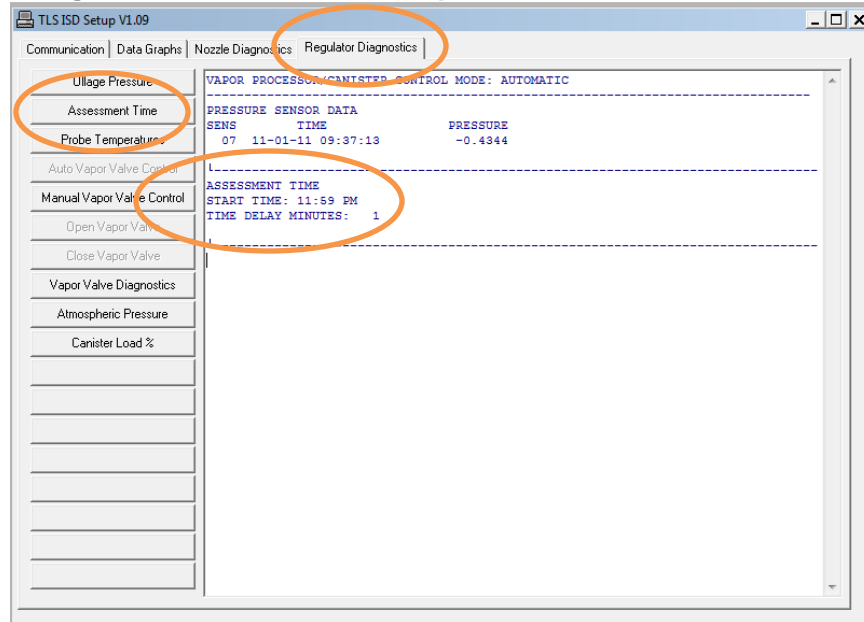 TLS ISD Setup V1.09
Communication Data Graphs Nozzle Diagnostics Regulator Diagnostics
Ullage Pressure
Assessment Time
Probe Temperatures
Auto Vapor Valve Control
Manual Vapor Valve Control
Open Vapor Valve
Close Vapor Valve
Vapor Valve Diagnostics
Atmospheric Pressure
Canister Load %
VAPOR PROCESSOR/CANISTER CONTROL MODE: AUTOMATIC
PRESSURE SENSOR DATA
SENS TIME PRESSURE
07 11-01-11 09:37:13 -0.4344
ASSESSMENT TIME
START TIME: 11:59 PM
TIME DELAY MINUTES: 1